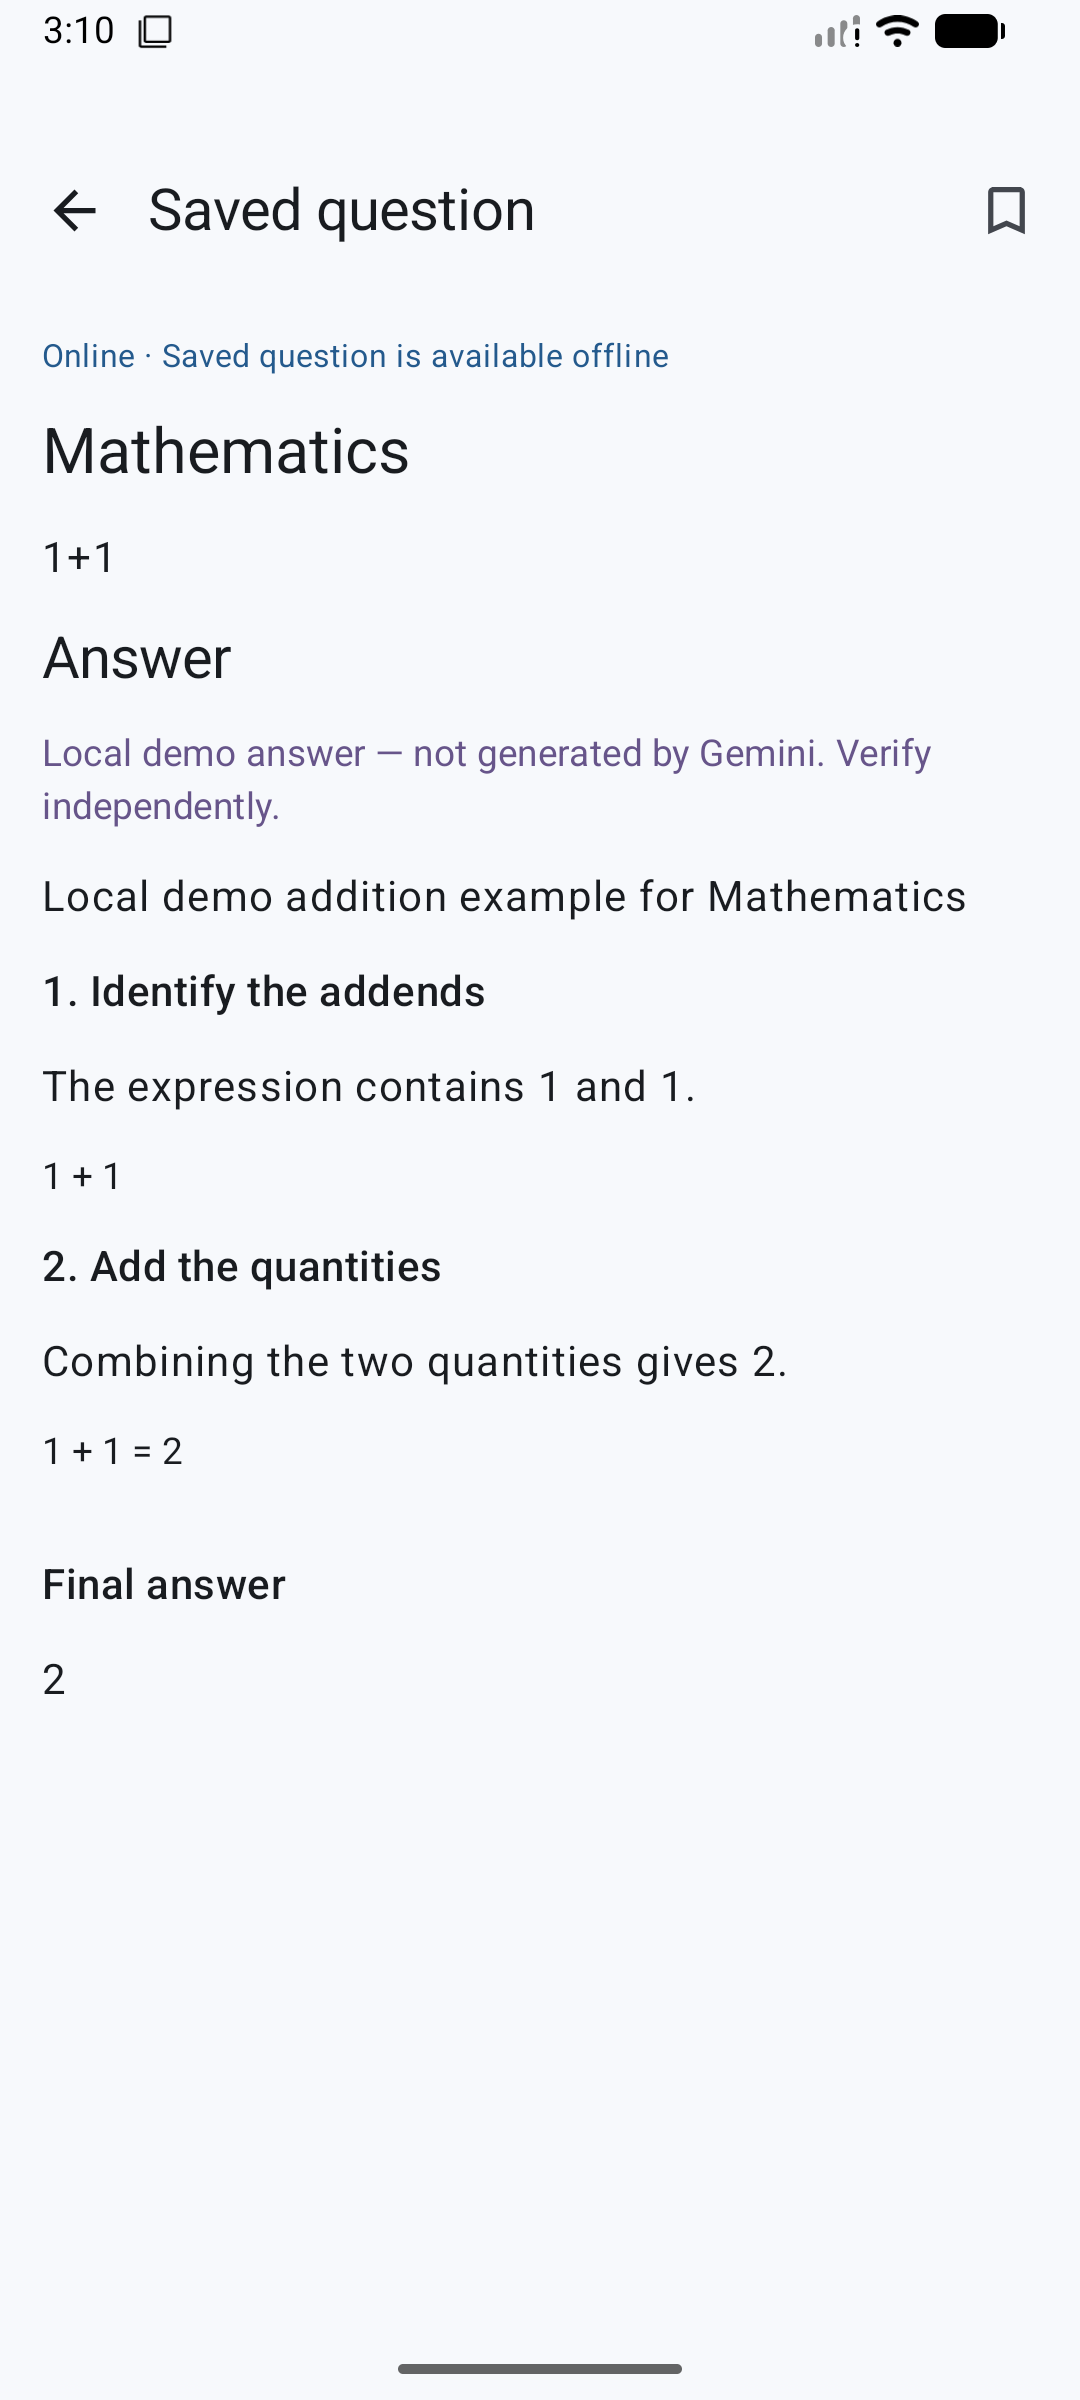 3:10
Saved question
Online · Saved question is available offline
Mathematics
1+1
Answer
Local demo answer — not generated by Gemini. Verify
independently.
Local demo addition example for Mathematics
1. Identify the addends
The expression contains 1 and 1.
1 + 1
2. Add the quantities
Combining the two quantities gives 2.
1 + 1 = 2
Final answer
2